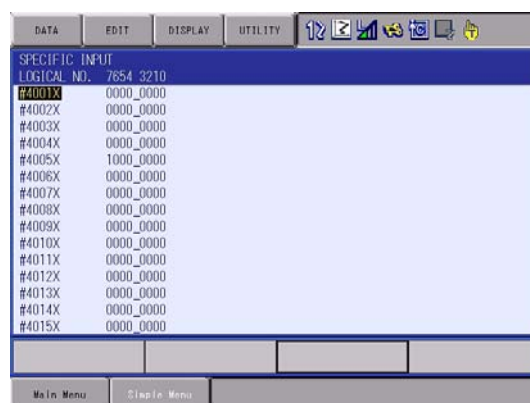 DATA EDIT DISPLAY UTILITY
SPECIFIC INPUT
LOGICAL NO. 7654 3210
#4001X 0000_0000
#4002X 0000_0000
#4003X 0000_0000
#4004X 0000_0000
#4005X 1000_0000
#4006X 0000_0000
#4007X 0000_0000
#4008X 0000_0000
#4009X 0000_0000
#4010X 0000_0000
#4011X 0000_0000
#4012X 0000_0000
#4013X 0000_0000
#4014X 0000_0000
#4015X 0000_0000
Main Menu Simple Menu